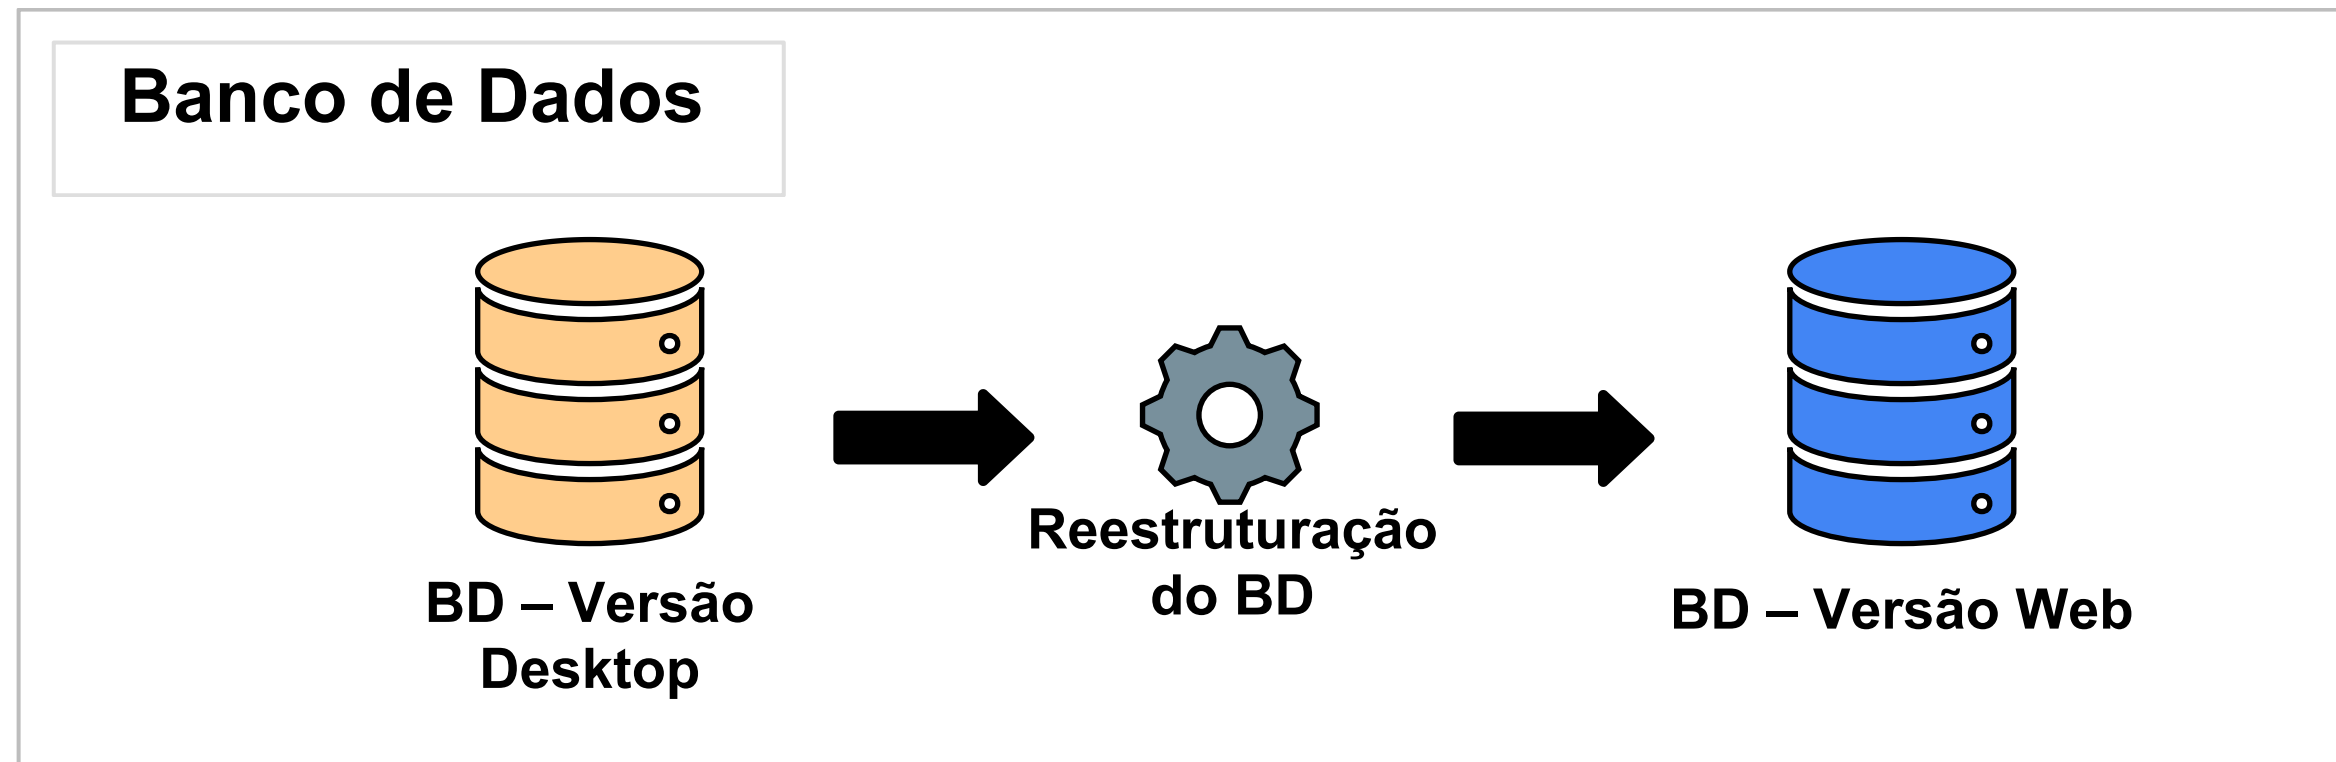 Banco de Dados
BD – Versão
Desktop
Reestruturação
do BD
BD – Versão Web